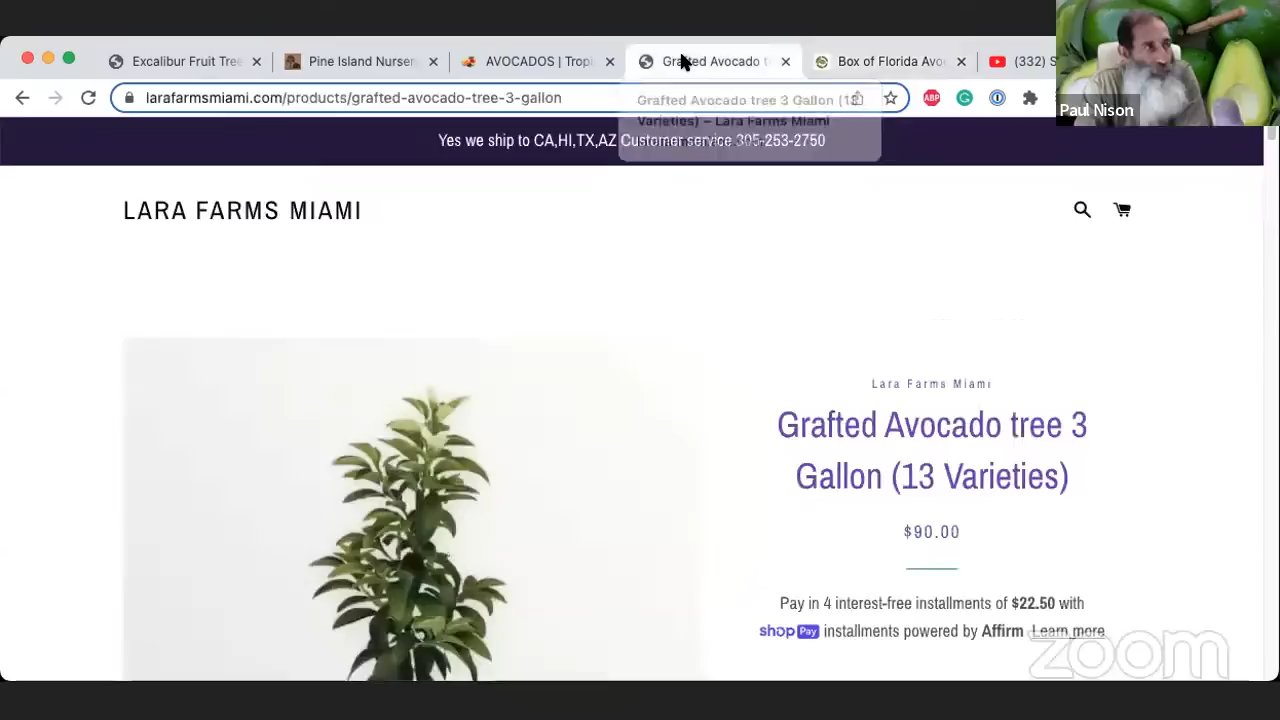 Excalibur Fruit Tree
Pine Island Nurser
AVOCADOS | Tropi
Grafted Avocado t
Box of Florida Avo
(332) S
larafarmsmiami.com/products/grafted-avocado-tree-3-gallon
ABP
Grafted Avocado tree 3 Gallon (13
Varieties) – Lara Farms Miami
Paul Nison
Yes we ship to CA,HI,TX,AZ Customer service 305-253-2750
LARA FARMS MIAMI
Lara Farms Miami
Grafted Avocado tree 3
Gallon (13 Varieties)
$90.00
Pay in 4 interest-free installments of $22.50 with
shop Pay installments powered by Affirm Learn more
zoom